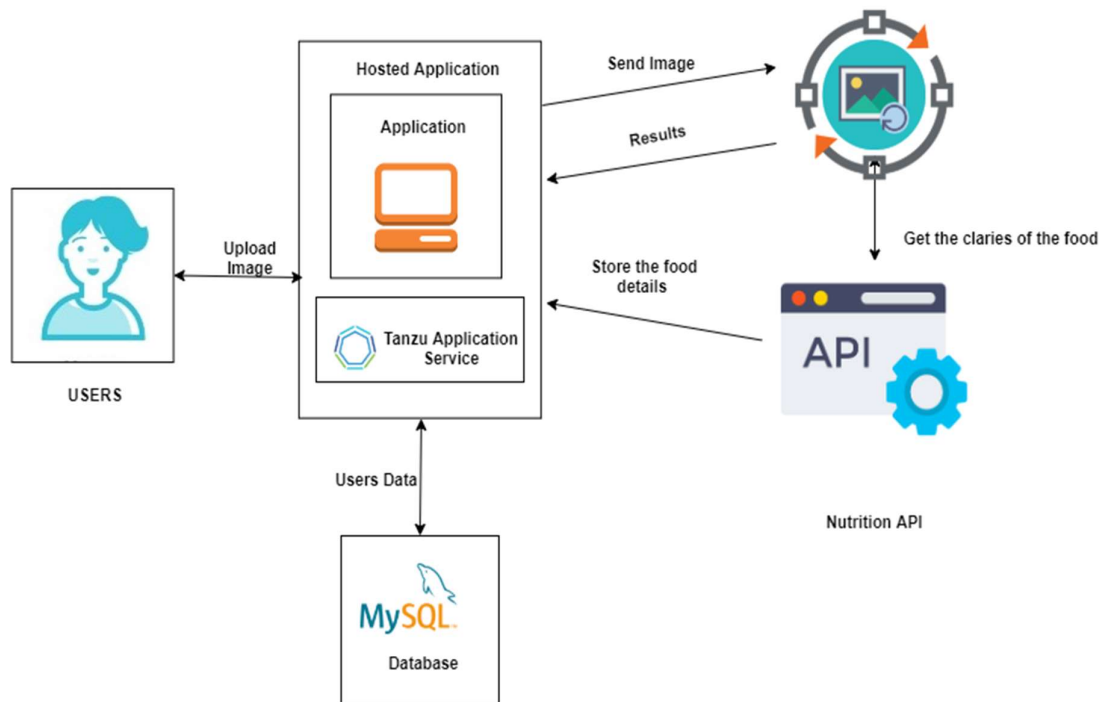 Hosted Application
Application
Tanzu Application
Service
Send Image
Results
Upload
Image
USERS
Get the claries of the food
Store the food
details
API
Nutrition API
Users Data
MySQL
Database